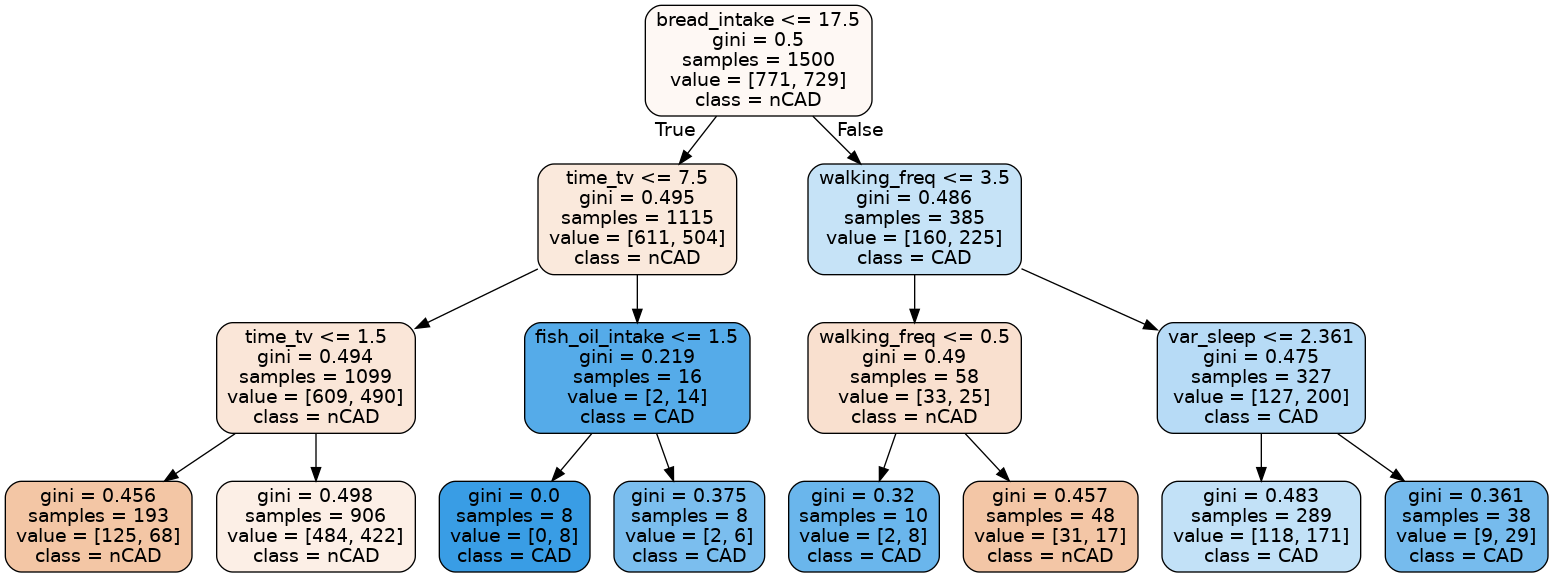 bread_intake <= 17.5
gini = 0.5
samples = 1500
value = [771, 729]
class = nCAD
True
False
time_tv <= 7.5
gini = 0.495
samples = 1115
value = [611, 504]
class = nCAD
walking_freq <= 3.5
gini = 0.486
samples = 385
value = [160, 225]
class = CAD
time_tv <= 1.5
gini = 0.494
samples = 1099
value = [609, 490]
class = nCAD
fish_oil_intake <= 1.5
gini = 0.219
samples = 16
value = [2, 14]
class = CAD
walking_freq <= 0.5
gini = 0.49
samples = 58
value = [33, 25]
class = nCAD
var_sleep <= 2.361
gini = 0.475
samples = 327
value = [127, 200]
class = CAD
gini = 0.456
samples = 193
value = [125, 68]
class = nCAD
gini = 0.498
samples = 906
value = [484, 422]
class = nCAD
gini = 0.0
samples = 8
value = [0, 8]
class = CAD
gini = 0.375
samples = 8
value = [2, 6]
class = CAD
gini = 0.32
samples = 10
value = [2, 8]
class = CAD
gini = 0.457
samples = 48
value = [31, 17]
class = nCAD
gini = 0.483
samples = 289
value = [118, 171]
class = CAD
gini = 0.361
samples = 38
value = [9, 29]
class = CAD